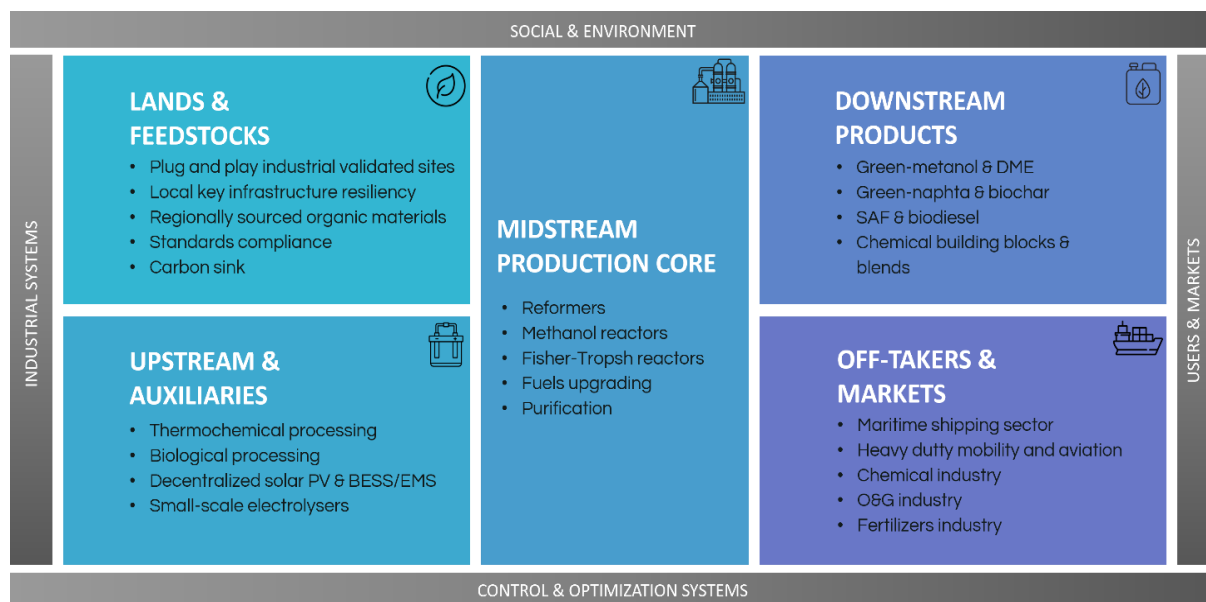 SOCIAL & ENVIRONMENT
INDUSTRIAL SYSTEMS
LANDS &
FEEDSTOCKS
• Plug and play industrial validated sites
• Local key infrastructure resiliency
• Regionally sourced organic materials
• Standards compliance
• Carbon sink
UPSTREAM &
AUXILIARIES
• Thermochemical processing
• Biological processing
• Decentralized solar PV & BESS/EMS
• Small-scale electrolysers
MIDSTREAM
PRODUCTION CORE
• Reformers
• Methanol reactors
• Fisher-Tropsh reactors
• Fuels upgrading
• Purification
DOWNSTREAM
PRODUCTS
• Green-metanol & DME
• Green-naphta & biochar
• SAF & biodiesel
• Chemical building blocks &
blends
OFF-TAKERS &
MARKETS
• Maritime shipping sector
• Heavy dutty mobility and aviation
• Chemical industry
• O&G industry
• Fertilizers industry
USERS & MARKETS
CONTROL & OPTIMIZATION SYSTEMS